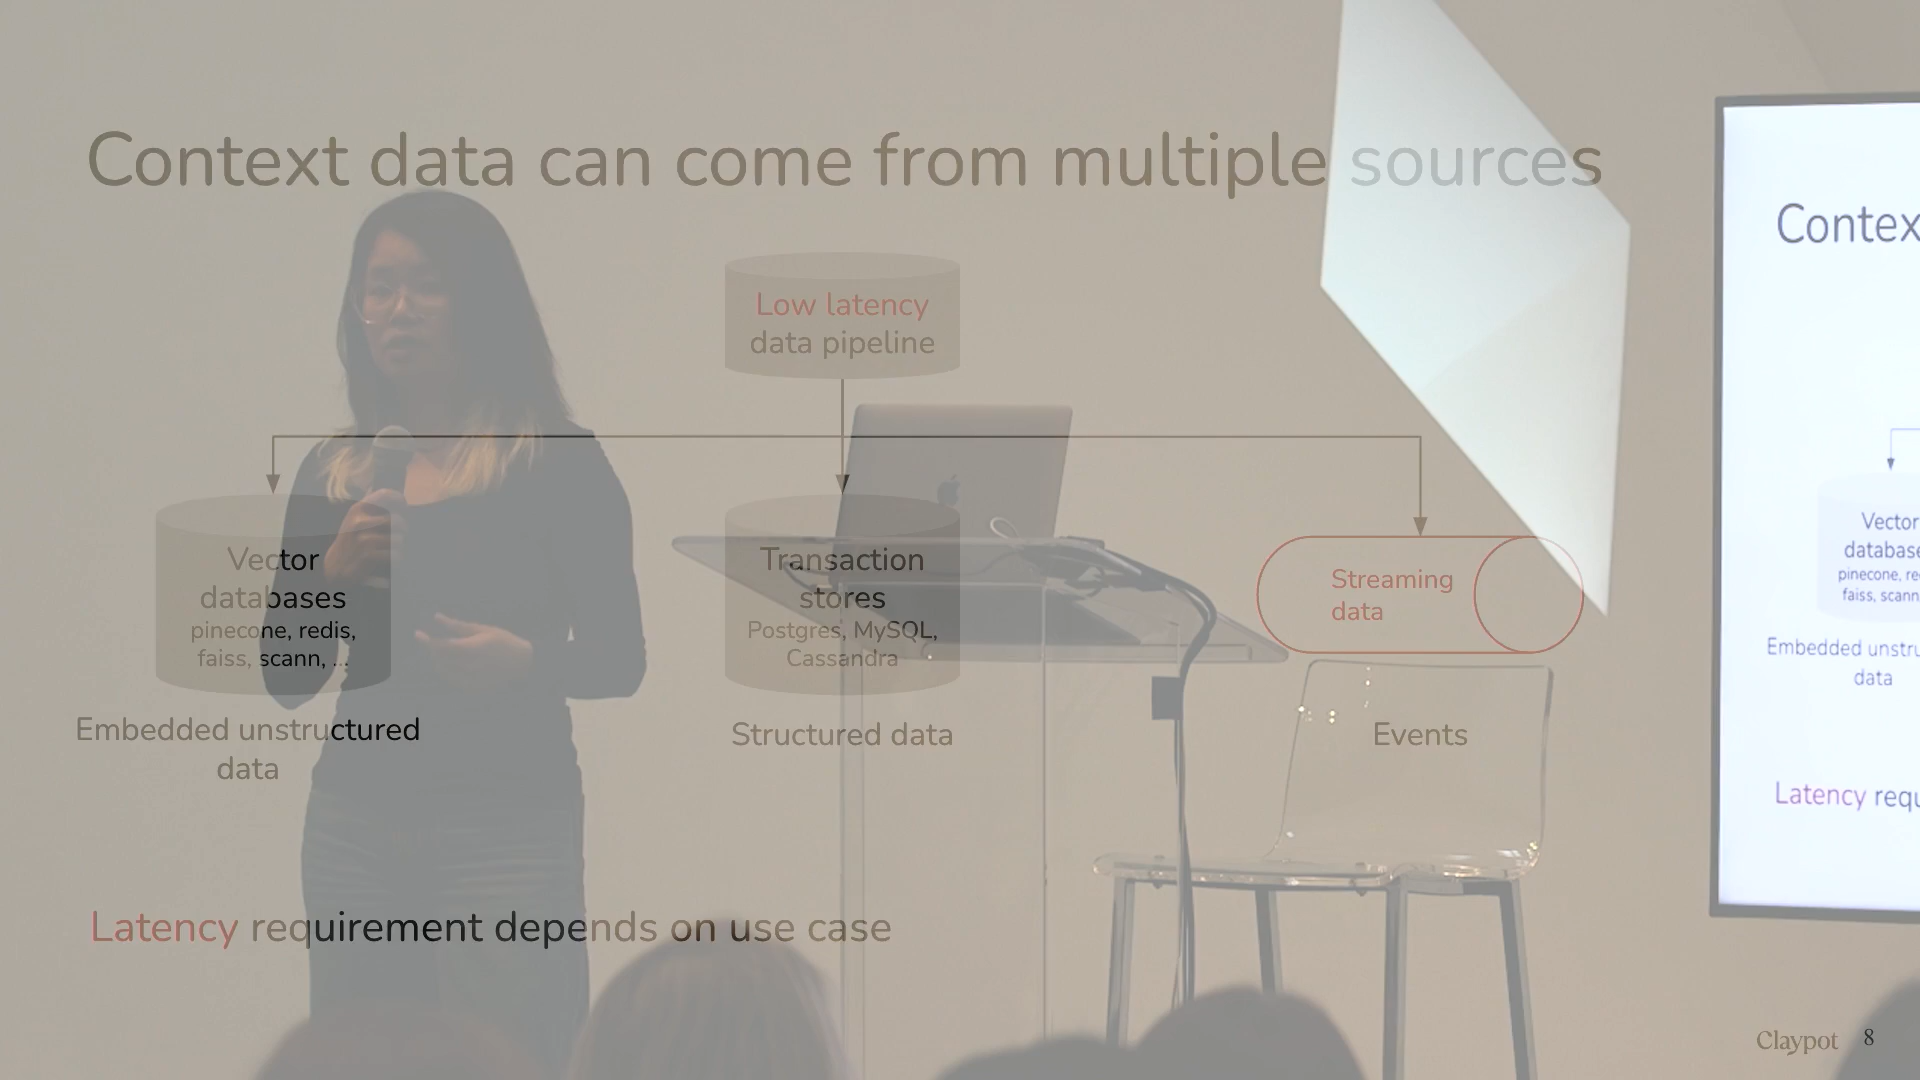 Context data can come from multiple sources
Low latency
data pipeline
Vector
databases
pinecone, redis,
faiss, scann, ...
Embedded unstructured
data
Transaction
stores
Postgres, MySQL,
Cassandra
Structured data
Streaming
data
Events
Latency requirement depends on use case
Claypot 8
Contex
Vector
database
pinecone, re
faiss, scann,
Embedded unstru
data
Latency requ